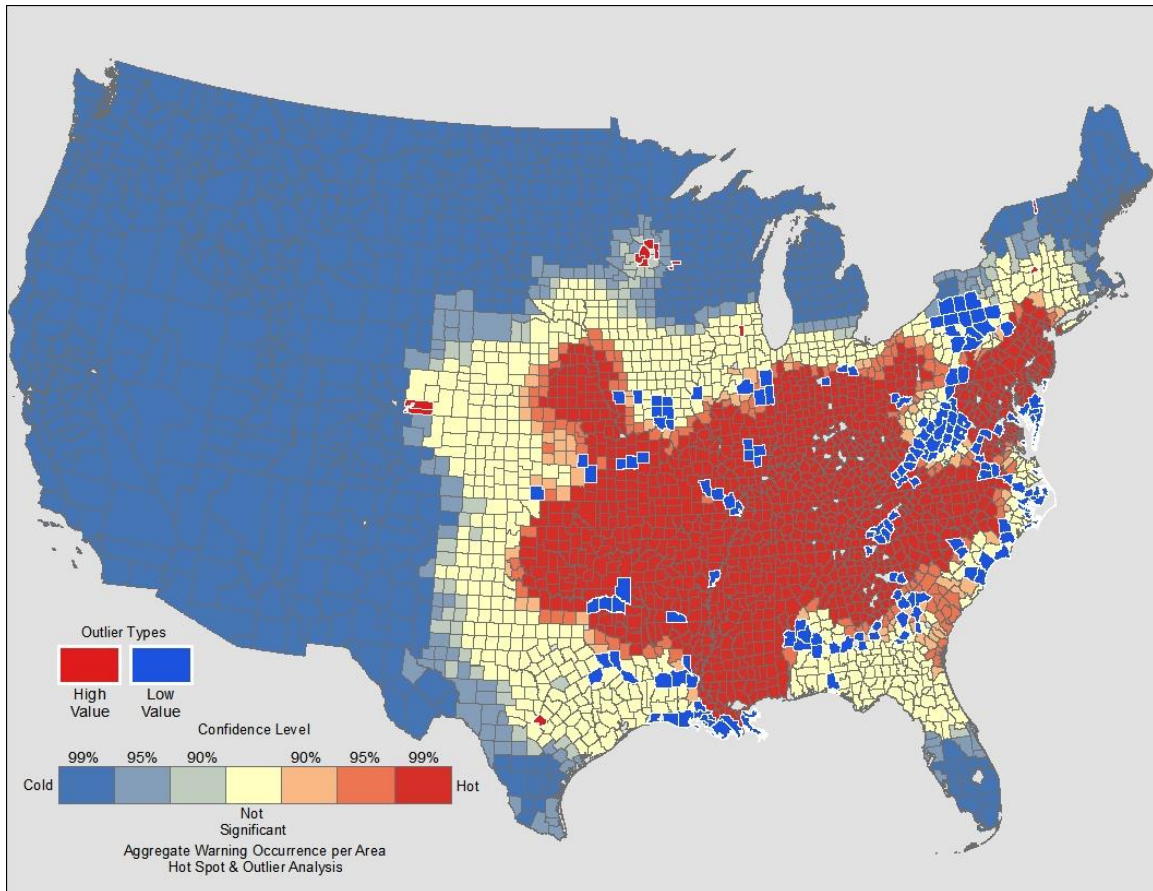 Outlier Types
High Value
Low Value
Confidence Level
99% 95% 90% 90% 95% 99%
Cold
Hot
Not Significant
Aggregate Warning Occurrence per Area
Hot Spot & Outlier Analysis